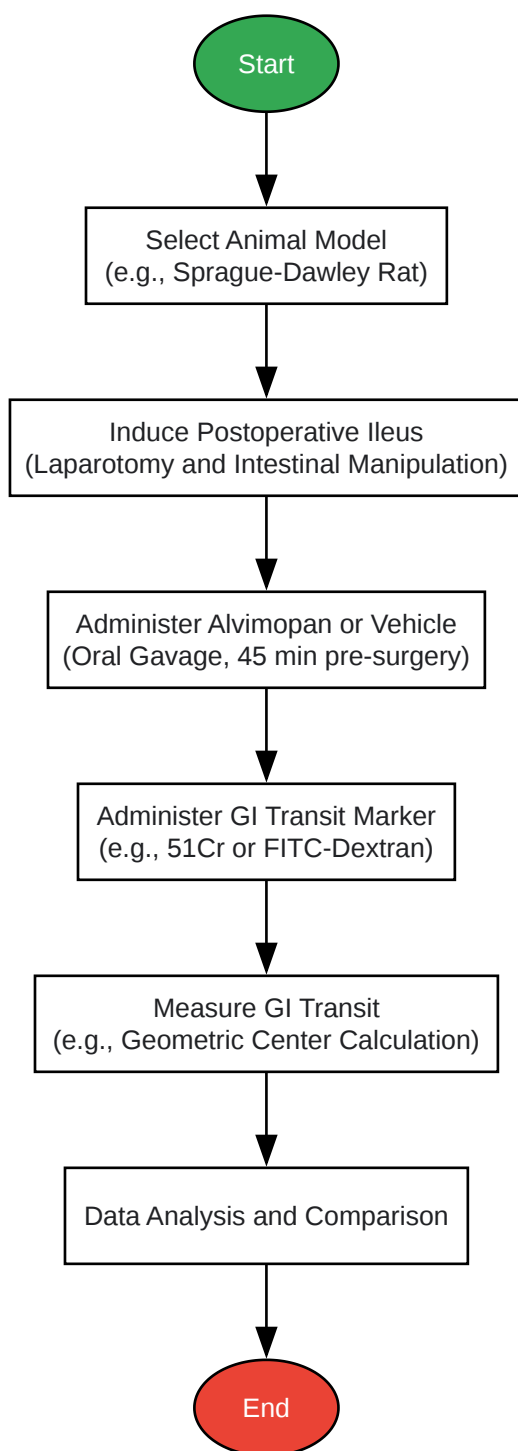 Start
Select Animal Model
(e.g., Sprague-Dawley Rat)
Induce Postoperative Ileus
(Laparotomy and Intestinal Manipulation)
Administer Alvimopan or Vehicle
(Oral Gavage, 45 min pre-surgery)
Administer GI Transit Marker
(e.g., 51Cr or FITC-Dextran)
Measure GI Transit
(e.g., Geometric Center Calculation)
Data Analysis and Comparison
End